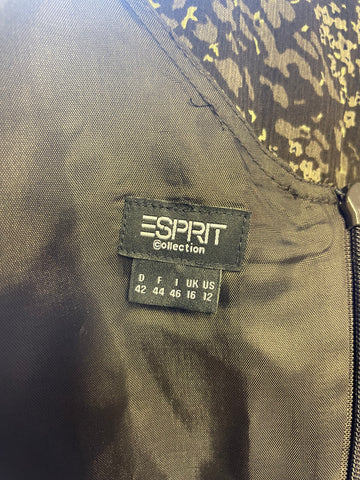 ESPRIT
Collection
D F I UK US
42 44 46 16 12